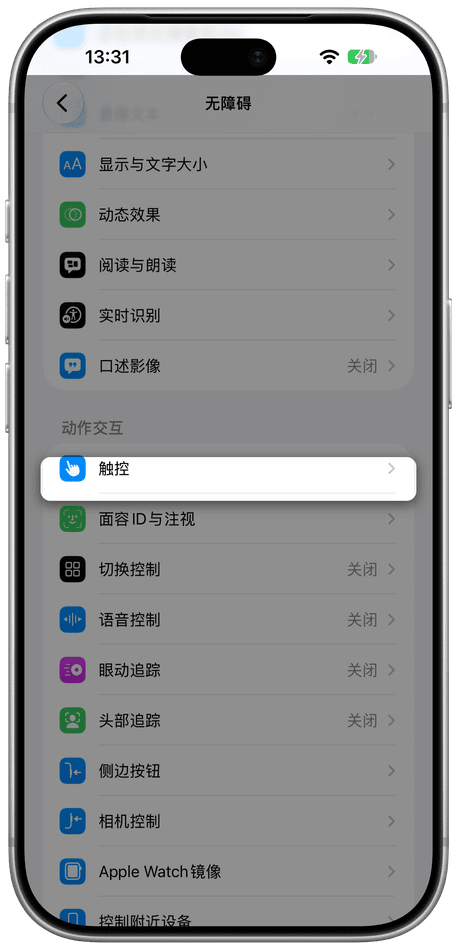 13:31
无障碍
显示与文字大小
动态效果
阅读与朗读
实时识别
口述影像 关闭
动作交互
触控
面容ID与注视
切换控制 关闭
语音控制 关闭
眼动追踪 关闭
头部追踪 关闭
侧边按钮
相机控制
Apple Watch镜像
控制附近设备